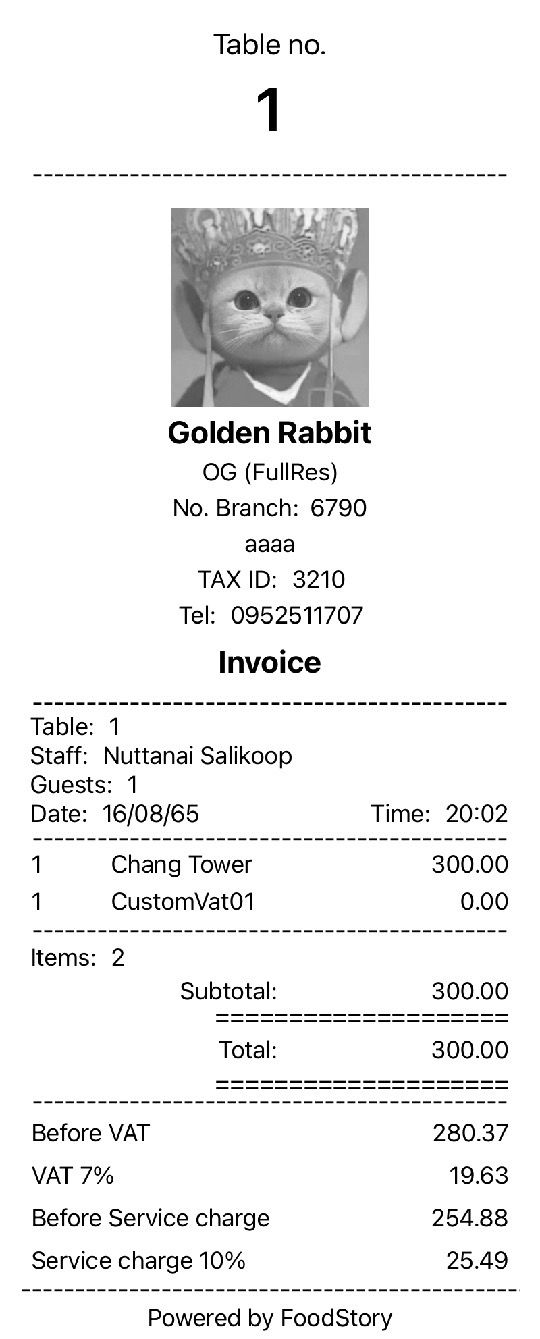 Table no.
1
Golden Rabbit
OG (FullRes)
No. Branch: 6790
aaaa
TAX ID: 3210
Tel: 0952511707
Invoice
Table: 1
Staff: Nuttanai Salikoop
Guests: 1
Date: 16/08/65 Time: 20:02
1 Chang Tower 300.00
1 CustomVat01 0.00
Items: 2
Subtotal: 300.00
====================
Total: 300.00
====================
Before VAT 280.37
VAT 7% 19.63
Before Service charge 254.88
Service charge 10% 25.49
Powered by FoodStory